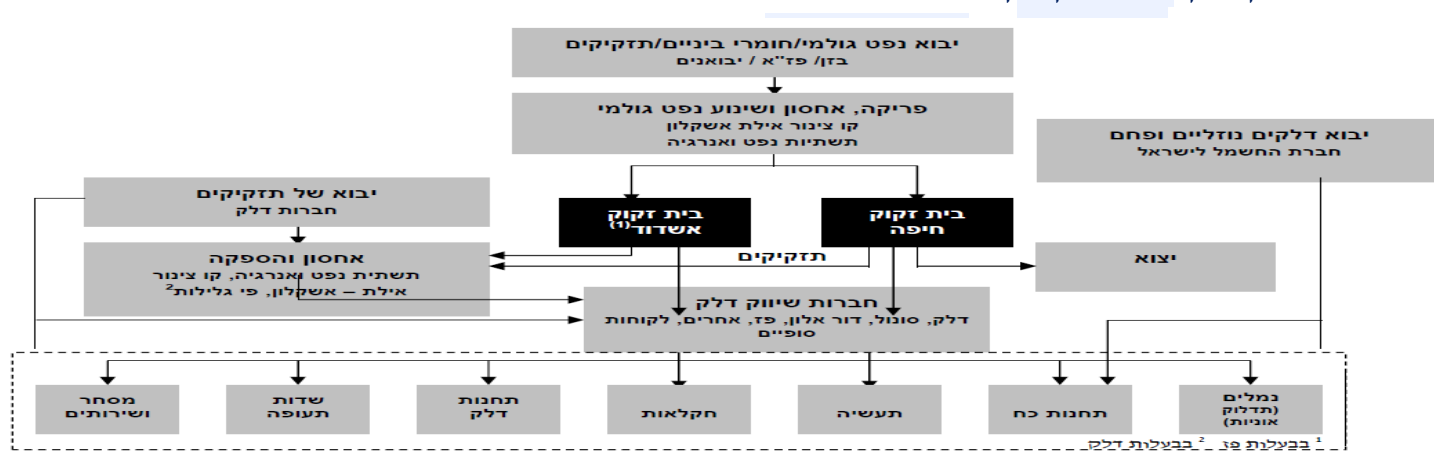 יבוא נפט גולמי/חומרי ביניים/תזקיקים
בזן/ פז"א / יבואנים
פריקה, אחסון ושינוע נפט גולמי
קו צינור אילת אשקלון
תשתיות נפט ואנרגיה
יבוא דלקים נוזליים ופחם
חברת החשמל לישראל
יבוא של תזקיקים
חברות דלק
בית זקוק
חיפה
בית זקוק
אשדוד(1)
אחסון והספקה
תשתית נפט ואנרגיה, קו צינור
אילת – אשקלון, פי גלילות2
תזקיקים
יצוא
חברות שיווק דלק
דלק, סונול, דור אלון, פז, אחרים, לקוחות
סופיים
נמלים
(תדלוק
אוניות)
תחנות כח
תעשיה
חקלאות
תחנות
דלק
שדות
תעופה
מסחר
ושירותים
1 בבעלות פז 2 בבעלות דלק